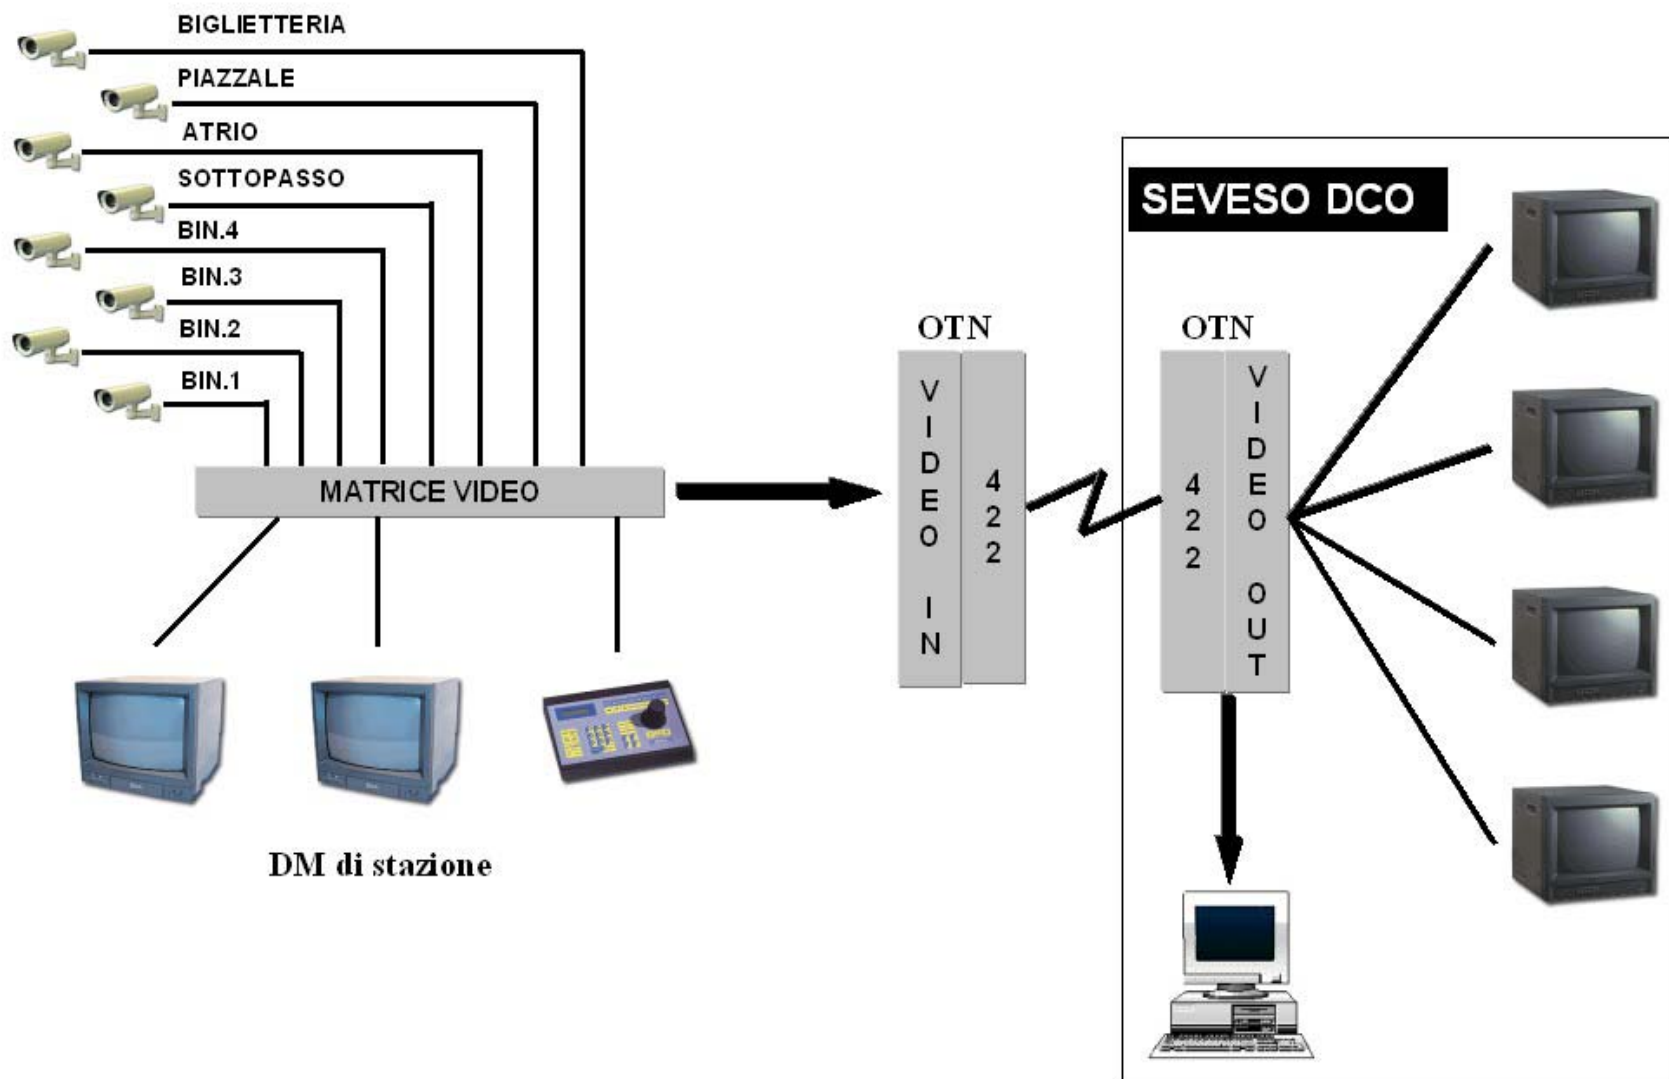 BIGLIETTERIA
PIAZZALE
ATRIO
SOTTOPASSO
BIN.4
BIN.3
BIN.2
BIN.1
MATRICE VIDEO
DM di stazione
OTN
VIDEO IN
422
SEVESO DCO
OTN
422
VIDEO OUT